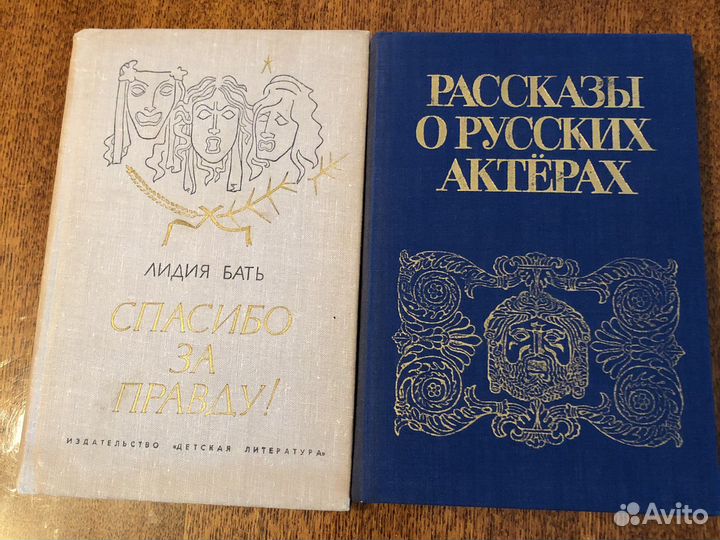 ЛИДИЯ БАТЬ
СПАСИБО
ЗА
ПРАВДУ!
ИЗДАТЕЛЬСТВО «ДЕТСКАЯ ЛИТЕРАТУРА»
РАССКАЗЫ
О РУССКИХ
АКТЁРАХ
Avito